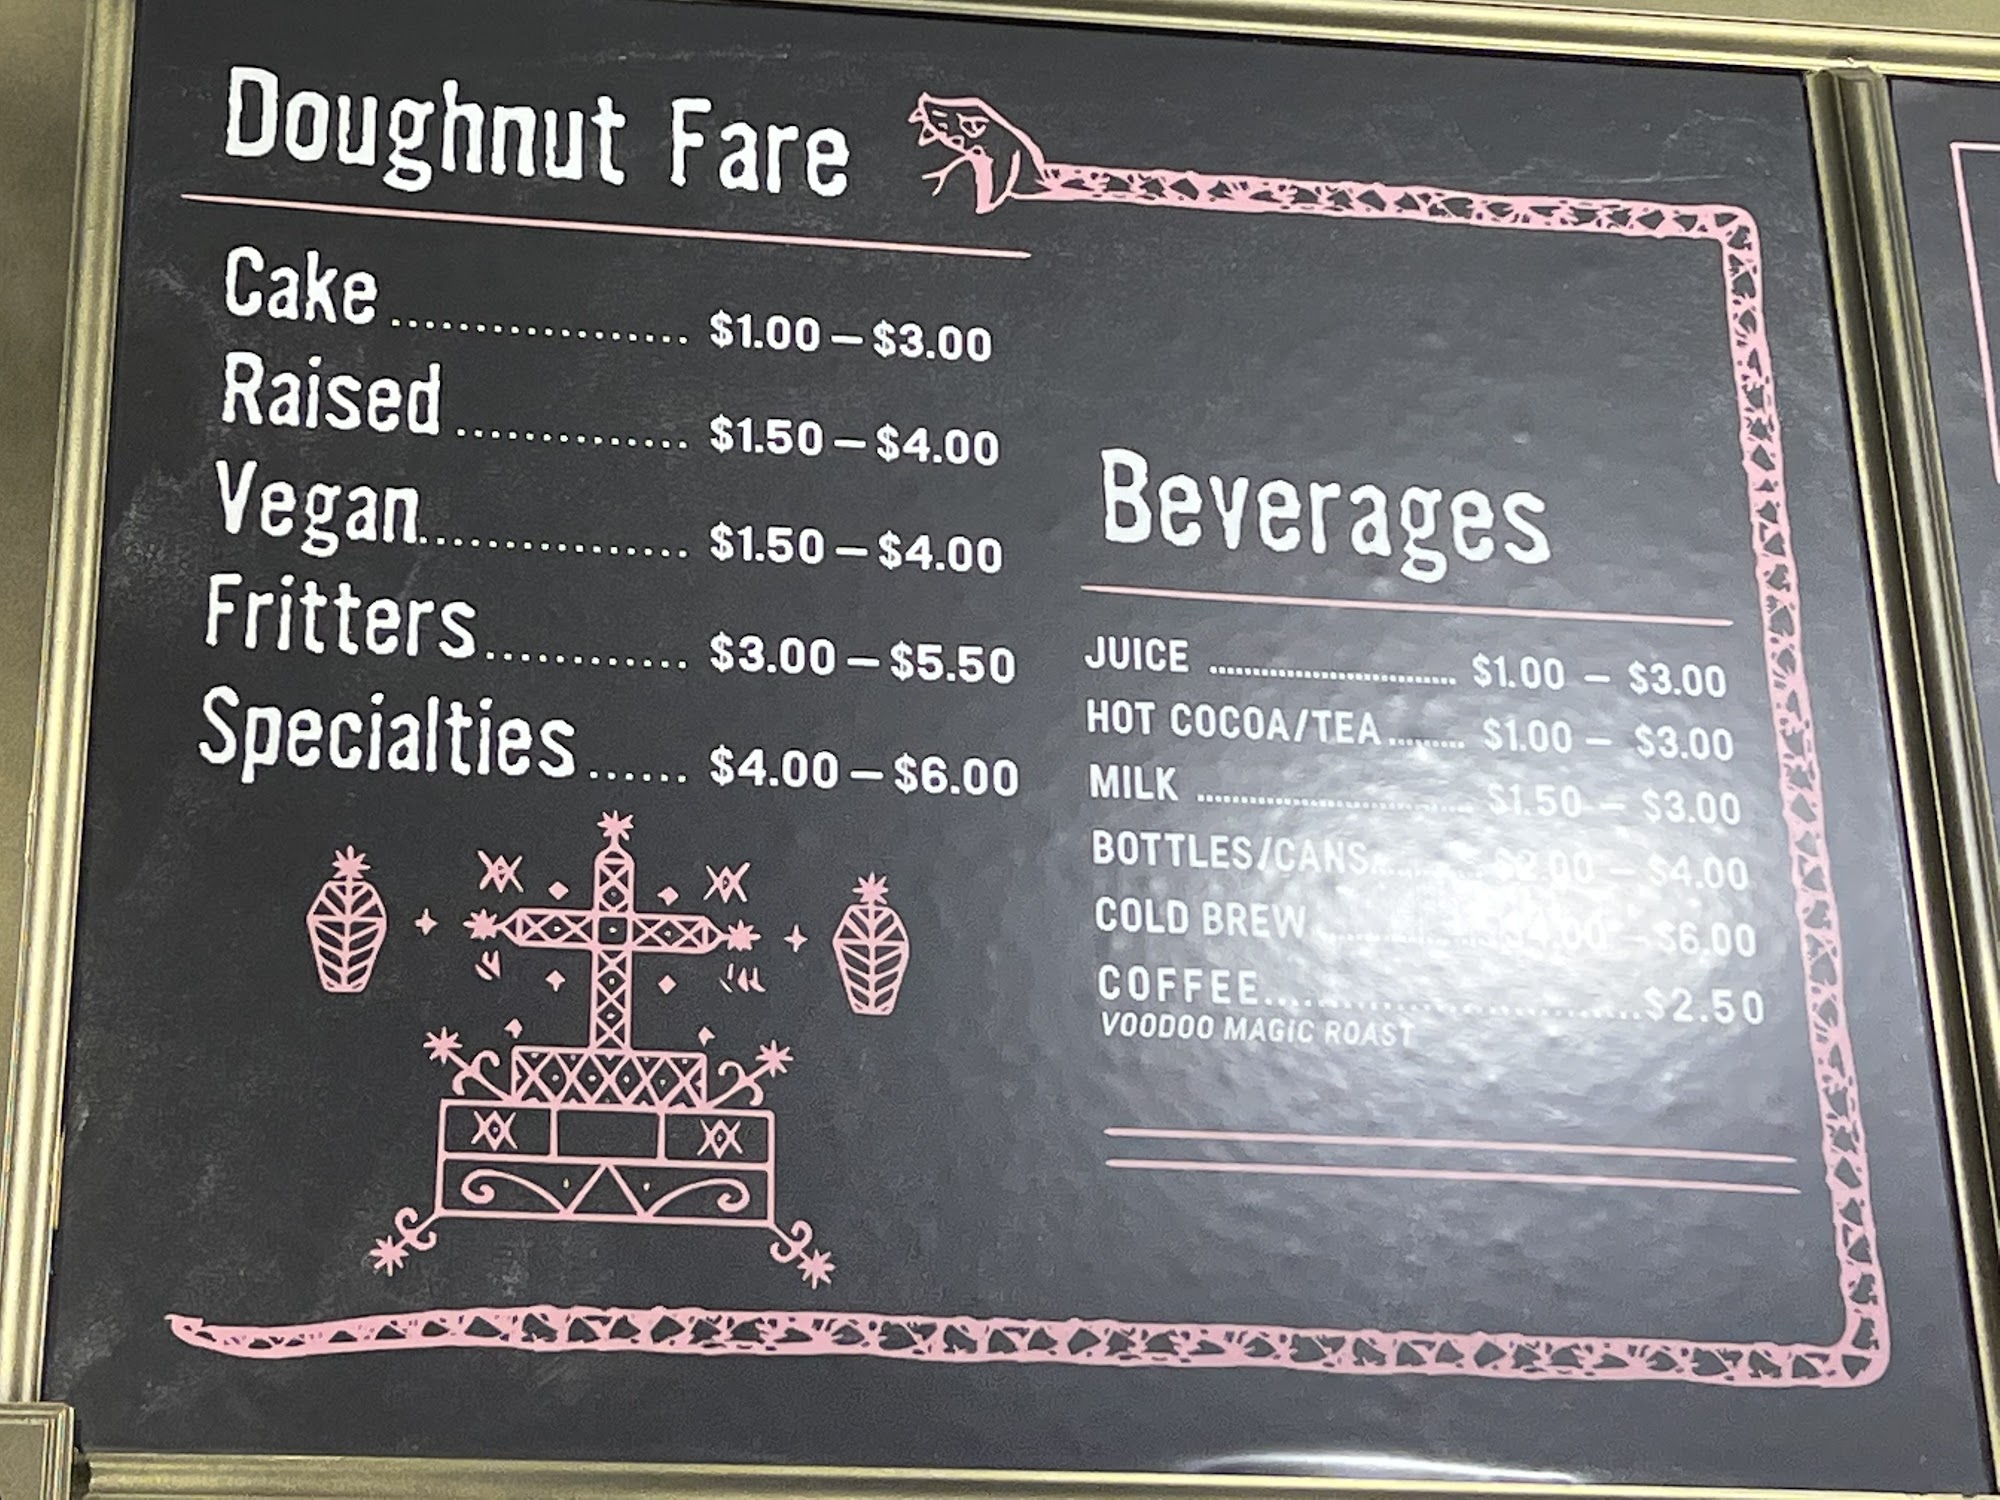 Doughnut Fare
Cake ................... $1.00 – $3.00
Raised ............... $1.50 – $4.00
Vegan................. $1.50 – $4.00
Fritters ............. $3.00 – $5.50
Specialties ...... $4.00 – $6.00
Beverages
JUICE ................................ $1.00 – $3.00
HOT COCOA/TEA ......... $1.00 – $3.00
MILK ................................ $1.50 – $3.00
BOTTLES/CANS............ $2.00 – $4.00
COLD BREW ................ $4.00 – $6.00
COFFEE.................................$2.50
VOODOO MAGIC ROAST